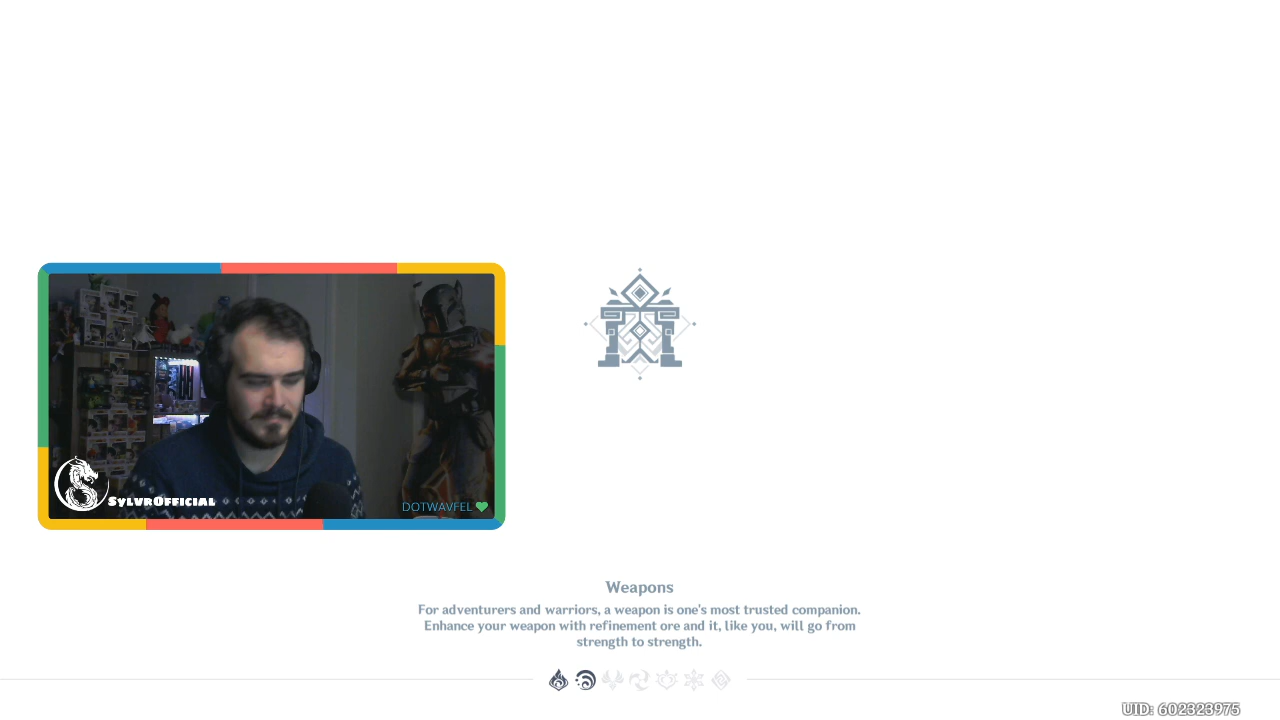 SylvrOfficial
DOTWAVFEL
Weapons
For adventurers and warriors, a weapon is one's most trusted companion.
Enhance your weapon with refinement ore and it, like you, will go from
strength to strength.
UID: 602323975